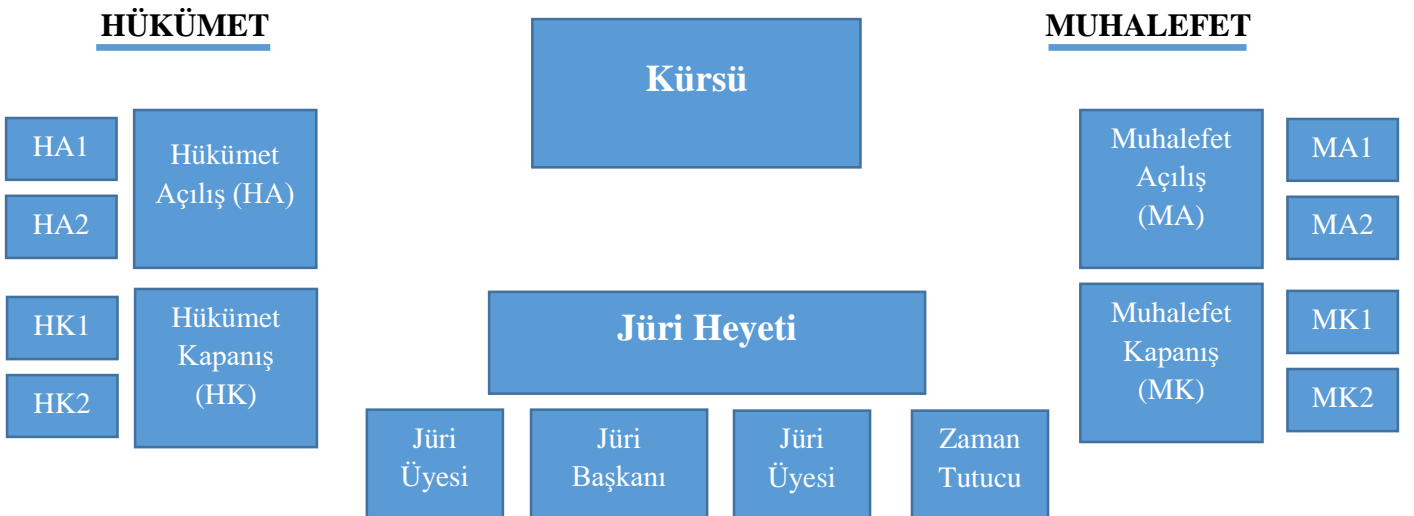 HÜKÜMET
MUHALEFET
Kürsü
HA1
HA2
Hükümet
Açılış (HA)
Muhalefet
Açılış
(MA)
MA1
MA2
HK1
HK2
Hükümet
Kapanış
(HK)
Jüri Heyeti
Muhalefet
Kapanış
(MK)
MK1
MK2
Jüri
Üyesi
Jüri
Başkanı
Jüri
Üyesi
Zaman
Tutucu